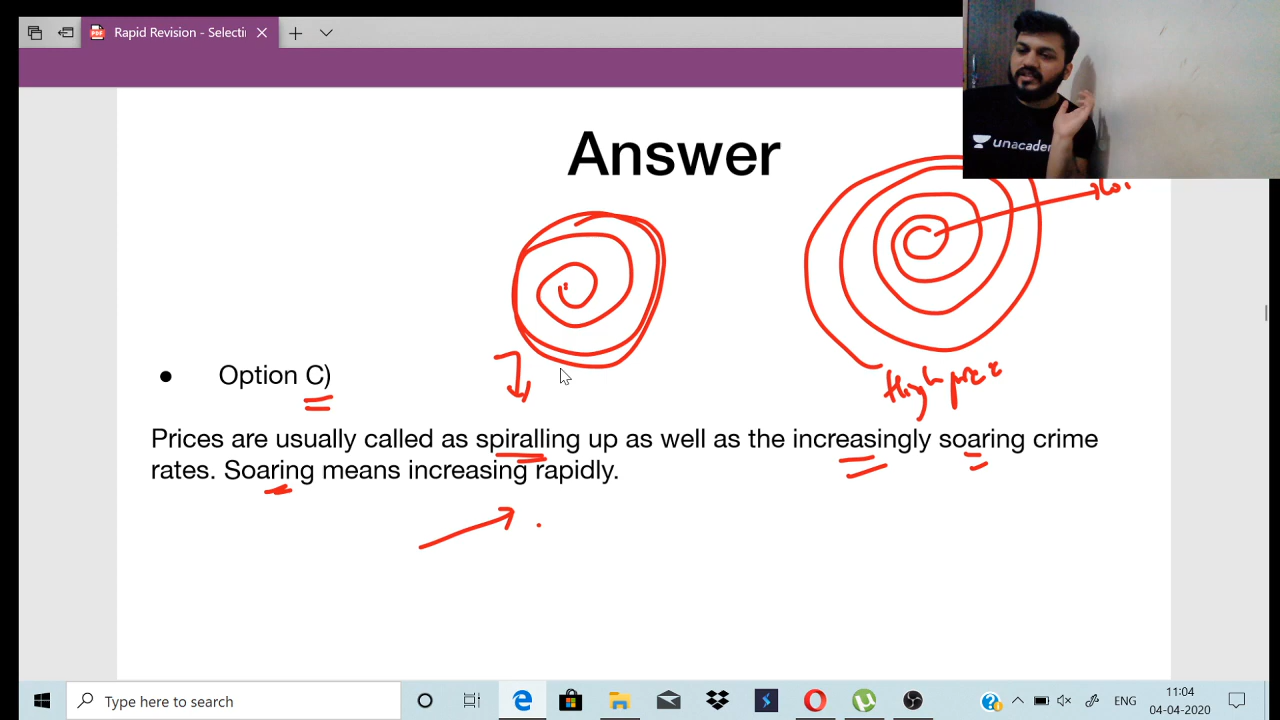 Rapid Revision - Selecti
unacadem
Answer
High price
Option C)
Prices are usually called as spiralling up as well as the increasingly soaring crime
rates. Soaring means increasing rapidly.
Type here to search
ENG
11:04
04-04-2020